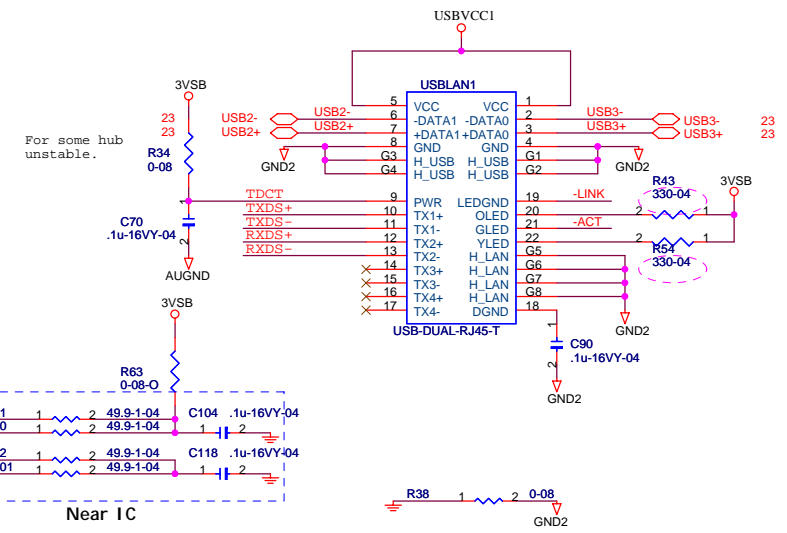 USBVCC1
USBLAN1
3VSB
5 VCC VCC 1
23 USB2- USB2- 6 -DATA1 -DATA0 2 USB3- USB3- 23
23 USB2+ USB2+ 7 +DATA1 +DATA0 3 USB3+ USB3+ 23
8 GND GND 4
G3 H_USB H_USB G1
G4 H_USB H_USB G2
GND2
GND2
For some hub
unstable.
R34
0-08
1
TDCT 9 PWR LEDGND 19 -LINK
TXDS+ 10 TX1+ OLED 20
TXDS- 11 TX1- GLED 21 -ACT
RXDS+ 12 TX2+ YLED 22
RXDS- 13 TX2- H_LAN G5
14 TX3+ H_LAN G6
15 TX3- H_LAN G7
16 TX4+ H_LAN G8
17 TX4- DGND 18
USB-DUAL-RJ45-T
R43
330-04
2 1
3VSB
2 1
R54
330-04
GND2
C70
.1u-16VY-04
2
AUGND
1
C90
.1u-16VY-04
2
GND2
3VSB
R63
0-08-O
1 1 2 49.9-1-04 C104 .1u-16VY-04
0 1 2 49.9-1-04 1 2
2 1 2 49.9-1-04 C118 .1u-16VY-04
01 1 2 49.9-1-04 1 2
Near IC
R38 1 2 0-08
GND2